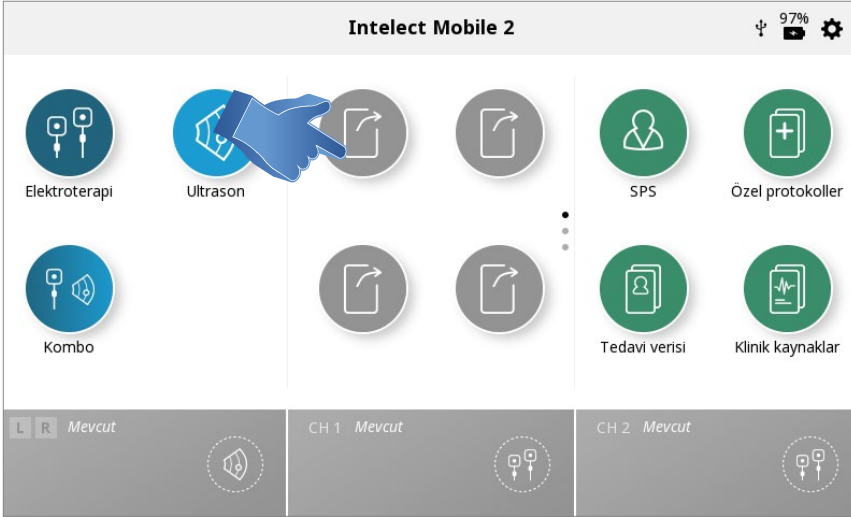 Intelect Mobile 2
97%
Elektroterapi
Ultrason
SPS
Özel protokoller
Kombo
Tedavi verisi
Klinik kaynaklar
L R Mevcut
CH 1 Mevcut
CH 2 Mevcut